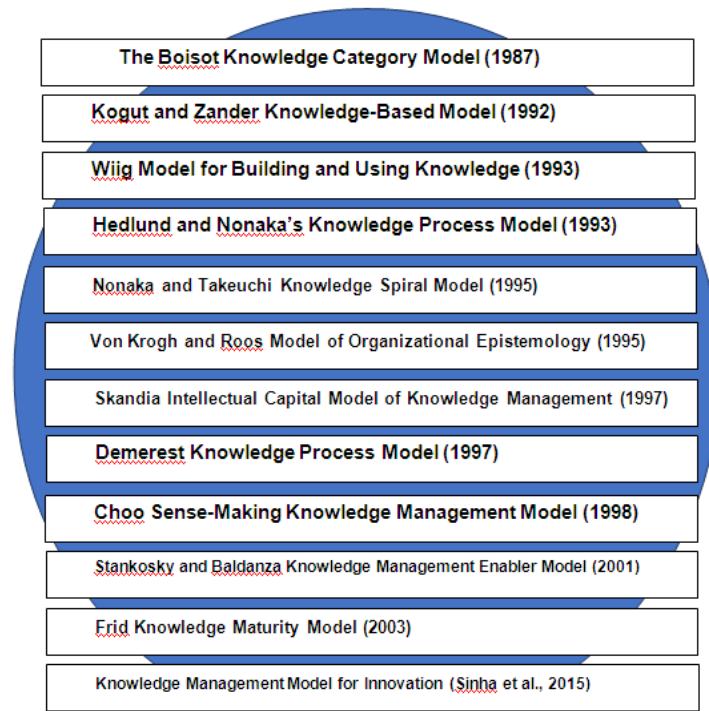 The Boisot Knowledge Category Model (1987)
Kogut and Zander Knowledge-Based Model (1992)
Wiig Model for Building and Using Knowledge (1993)
Hedlund and Nonaka’s Knowledge Process Model (1993)
Nonaka and Takeuchi Knowledge Spiral Model (1995)
Von Krogh and Roos Model of Organizational Epistemology (1995)
Skandia Intellectual Capital Model of Knowledge Management (1997)
Demerest Knowledge Process Model (1997)
Choo Sense-Making Knowledge Management Model (1998)
Stankosky and Baldanza Knowledge Management Enabler Model (2001)
Frid Knowledge Maturity Model (2003)
Knowledge Management Model for Innovation (Sinha et al., 2015)